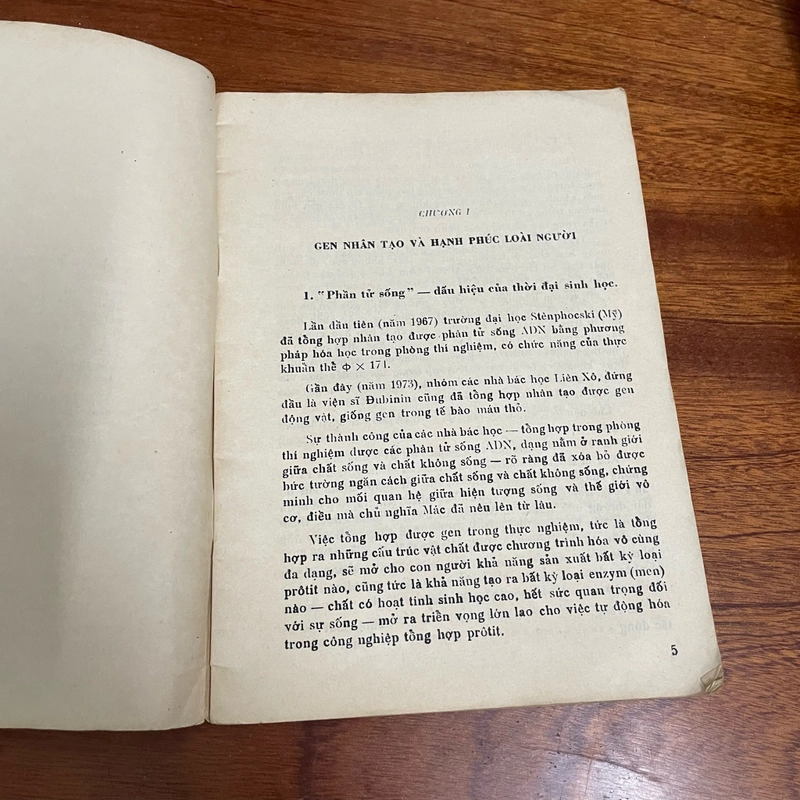 CHƯƠNG I
GEN NHÂN TẠO VÀ HẠNH PHÚC LOÀI NGƯỜI
1. "Phần tử sống" — dấu hiệu của thời đại sinh học.
Lần đầu tiên (năm 1967) trường đại học Stènphocski (Mỹ)
đã tổng hợp nhân tạo được phân tử sống ADN bằng phương
pháp hóa học trong phòng thí nghiệm, có chức năng của thực
khuẩn thể Φ × 171.
Gần đây (năm 1973), nhóm các nhà bác học Liên Xô, đứng
đầu là viện sĩ Đubinin cũng đã tổng hợp nhân tạo được gen
động vật, giống gen trong tế bào máu thỏ.
Sự thành công của các nhà bác học — tổng hợp trong phòng
thí nghiệm được các phân tử sống ADN, dạng nằm ở ranh giới
giữa chất sống và chất không sống — rõ ràng đã xóa bỏ được
bức tường ngăn cách giữa chất sống và chất không sống, chứng
minh cho mối quan hệ giữa hiện tượng sống và thế giới vô
cơ, điều mà chủ nghĩa Mác đã nêu lên từ lâu.
Việc tổng hợp được gen trong thực nghiệm, tức là tổng
hợp ra những cấu trúc vật chất được chương trình hóa vô cùng
đa dạng, sẽ mở cho con người khả năng sản xuất bất kỳ loại
prôtit nào, cũng tức là khả năng tạo ra bất kỳ loại enzym (men)
nào — chất có hoạt tính sinh học cao, hết sức quan trọng đối
với sự sống — mở ra triển vọng lớn lao cho việc tự động hóa
trong công nghiệp tổng hợp prôtit.
5